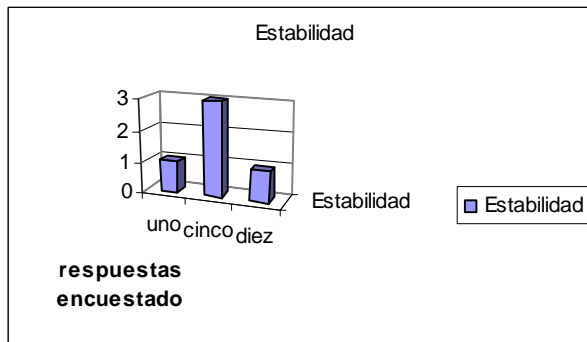 Estabilidad
3
2
1
0
uno cinco diez
Estabilidad
Estabilidad
respuestas
encuestado